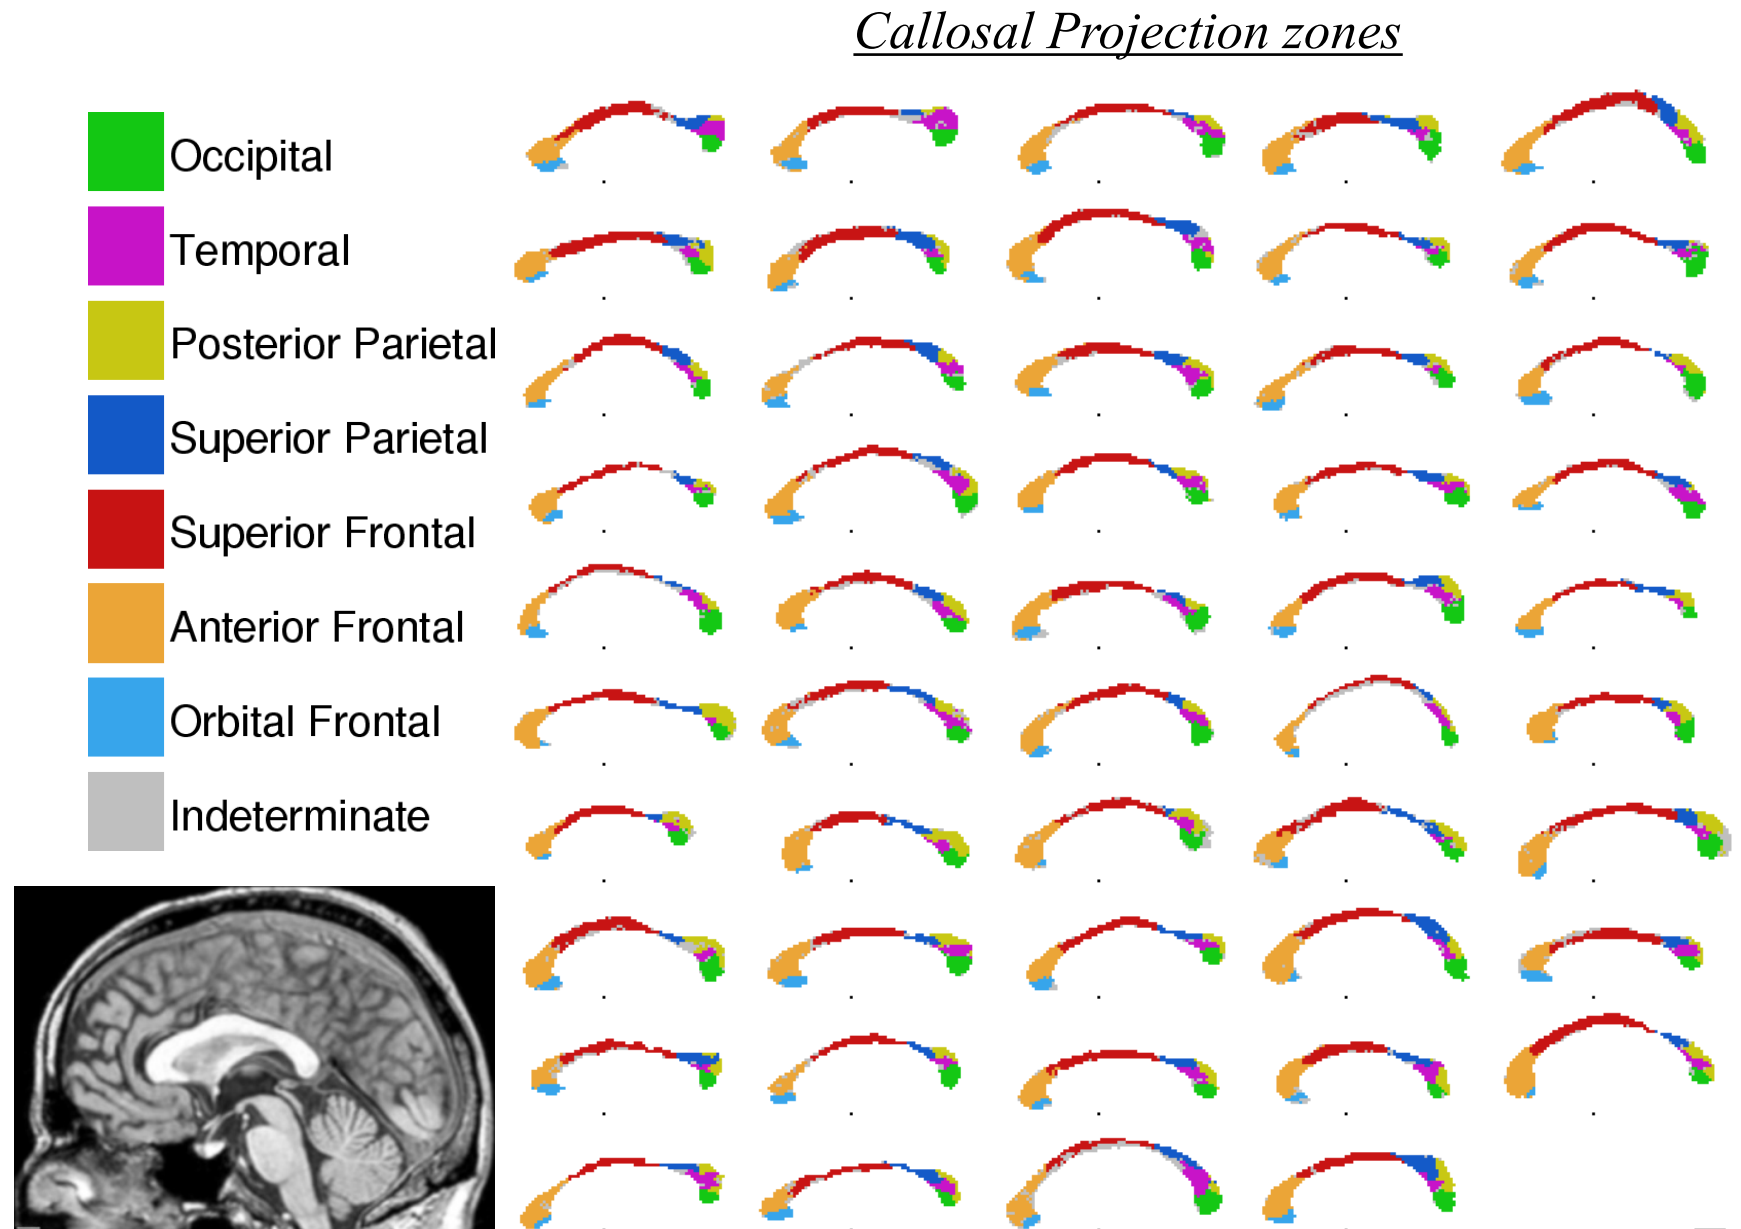 Callosal Projection zones
Occipital
Temporal
Posterior Parietal
Superior Parietal
Superior Frontal
Anterior Frontal
Orbital Frontal
Indeterminate